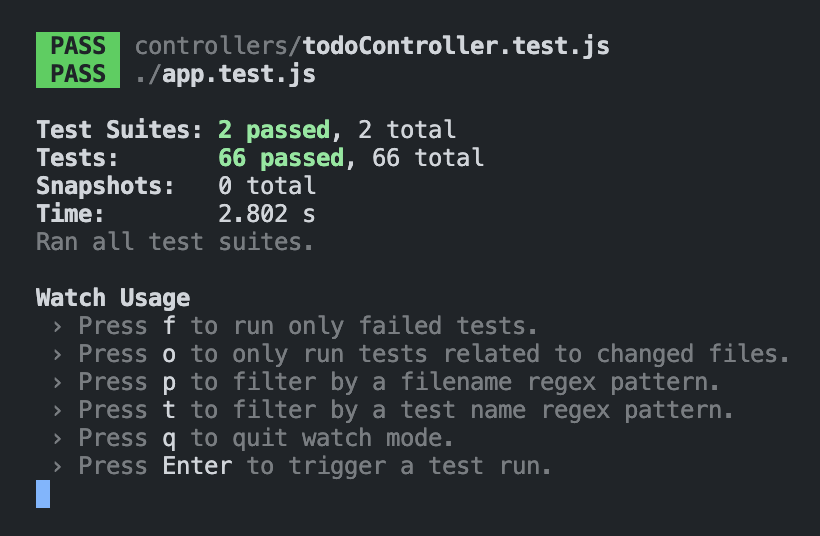 PASS controllers/todoController.test.js
PASS ./app.test.js
Test Suites: 2 passed, 2 total
Tests: 66 passed, 66 total
Snapshots: 0 total
Time: 2.802 s
Ran all test suites.
Watch Usage
› Press f to run only failed tests.
› Press o to only run tests related to changed files.
› Press p to filter by a filename regex pattern.
› Press t to filter by a test name regex pattern.
› Press q to quit watch mode.
› Press Enter to trigger a test run.